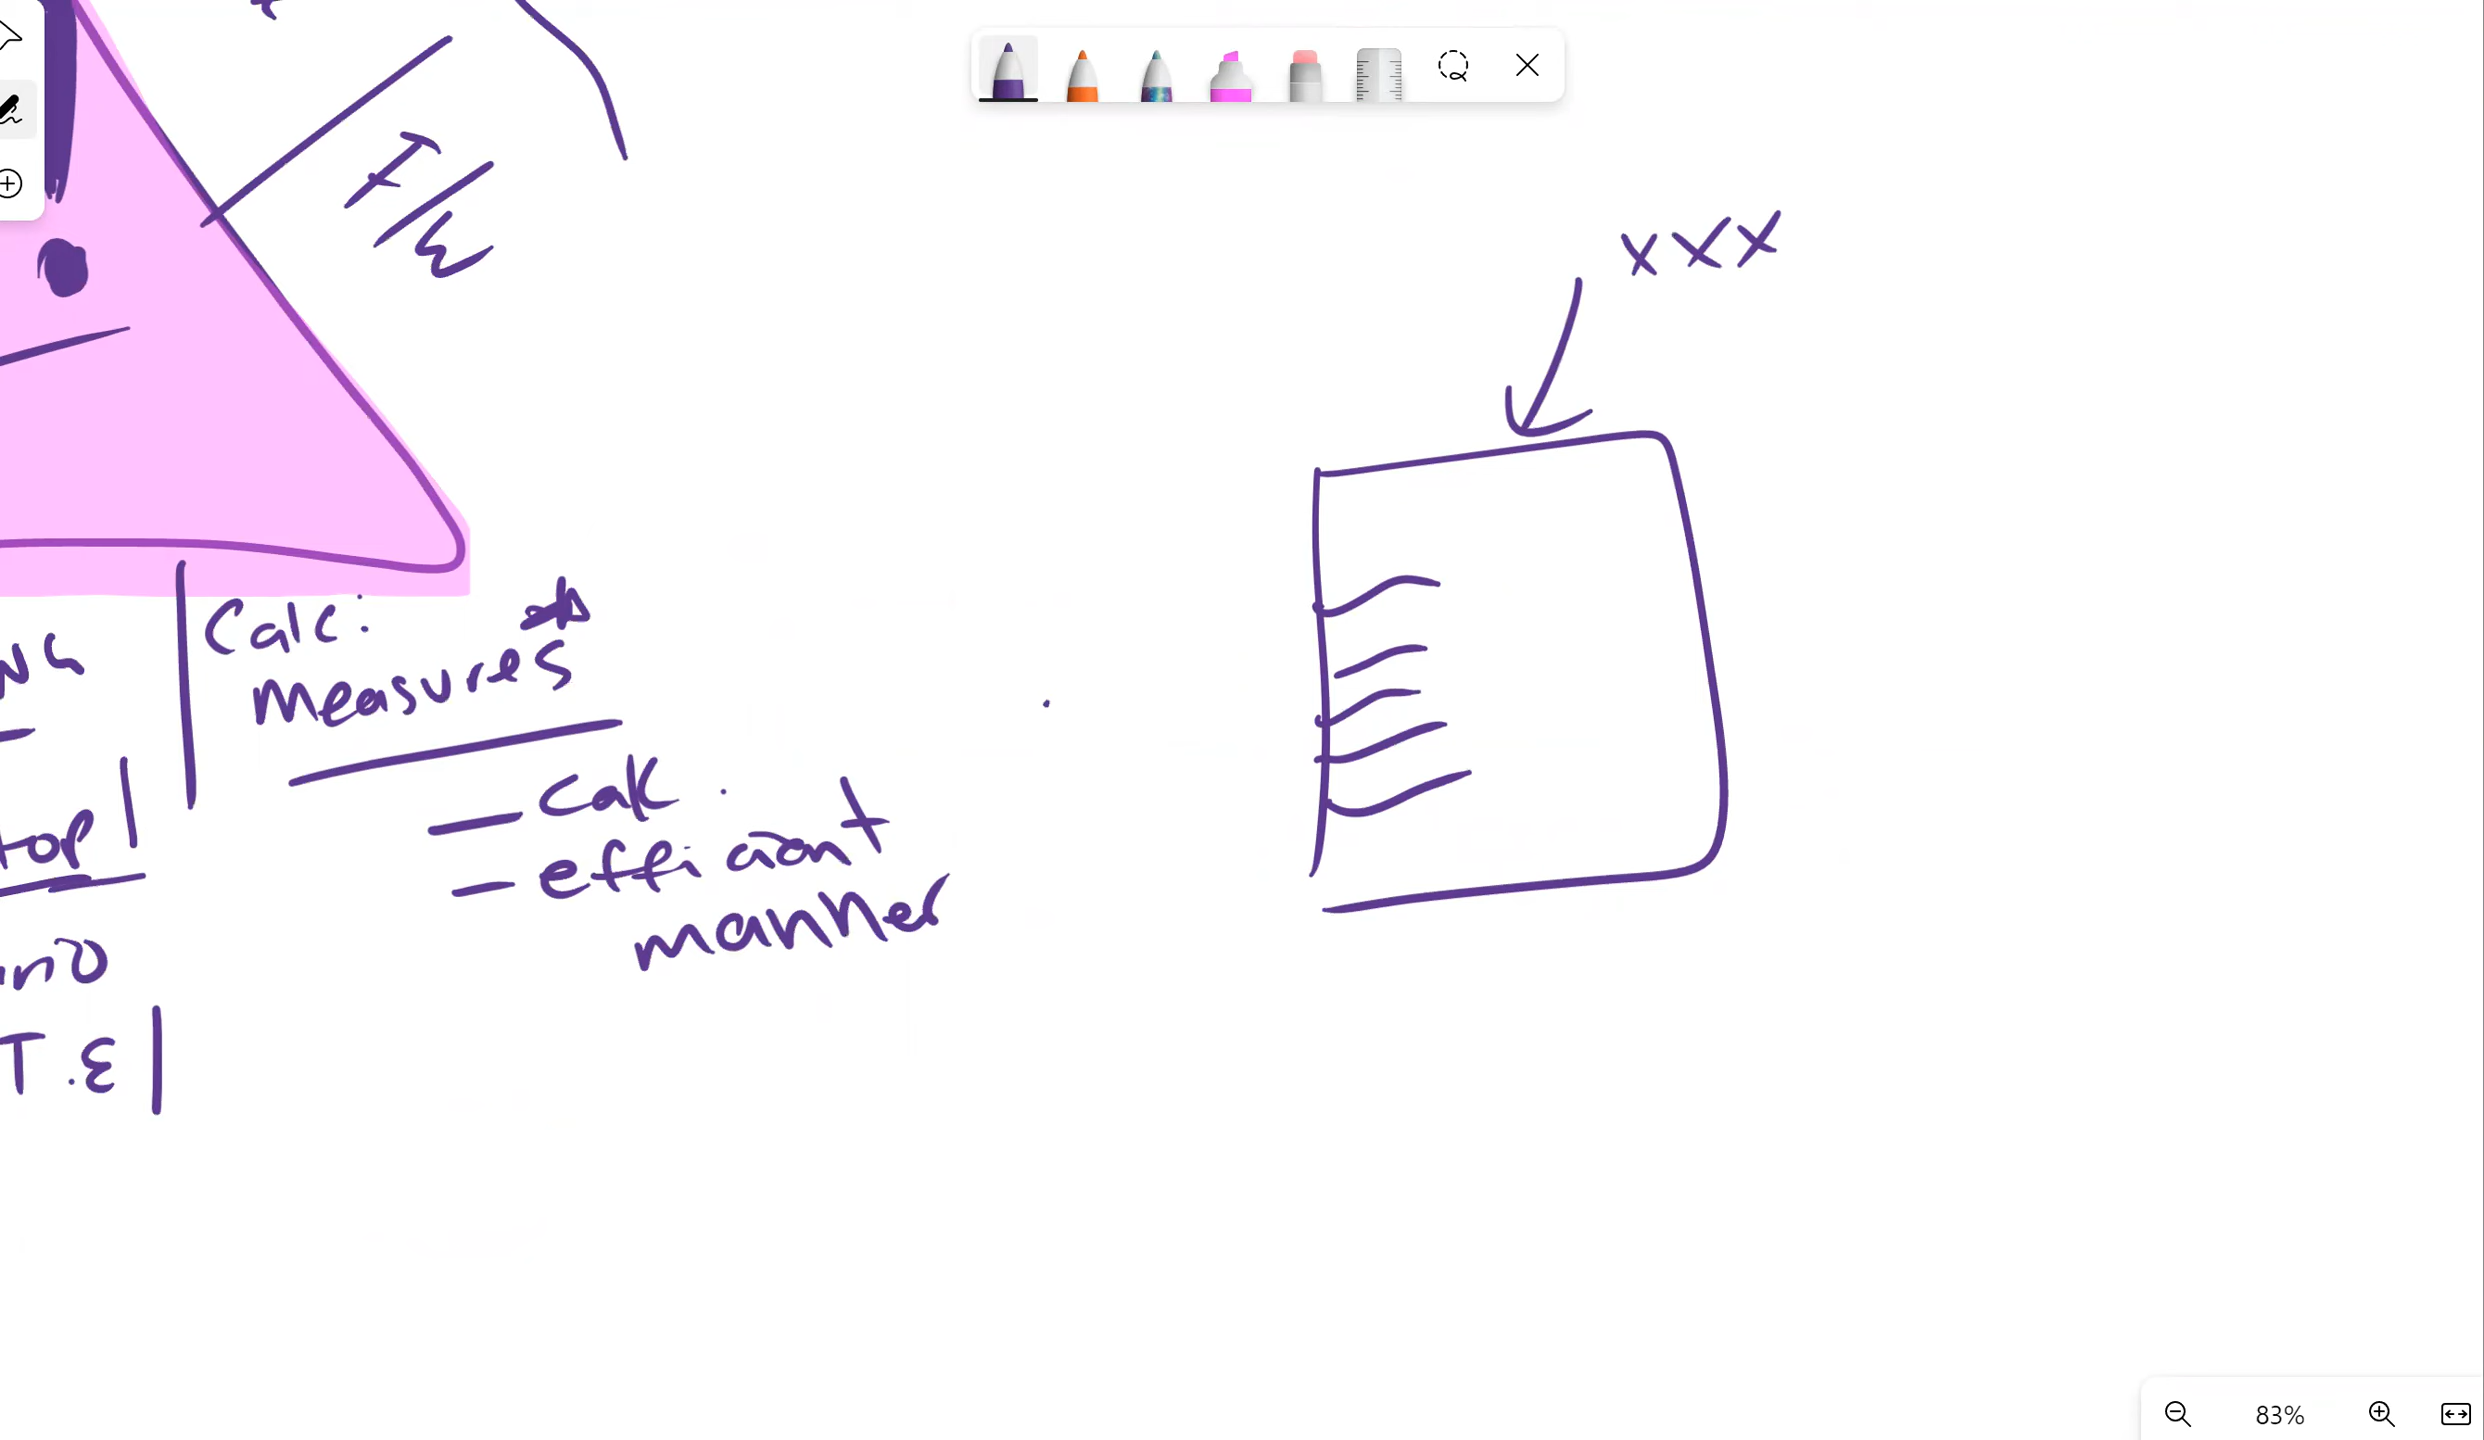 F/W
xxx
Calc:
measures
top
- Calc.
- efficient
manner
T.E
83%